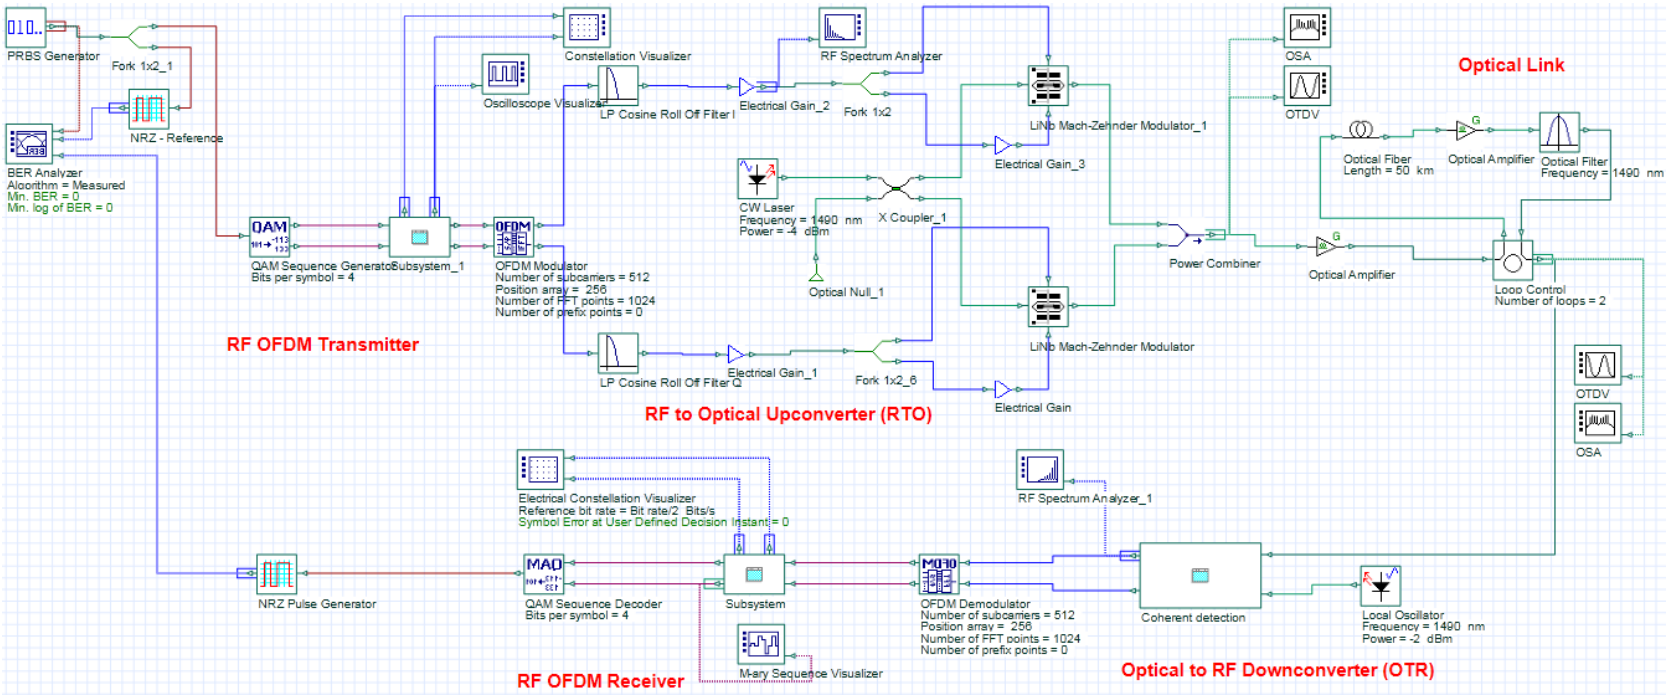 PRBS Generator
Fork 1x2_1
NRZ - Reference
BER Analyzer
Algorithm = Measured
Min. BER = 0
Min. log of BER = 0
Constellation Visualizer
Oscilloscope Visualizer
LP Cosine Roll Off Filter I
Electrical Gain_2
RF Spectrum Analyzer
Fork 1x2
Electrical Gain_3
LiNb Mach-Zehnder Modulator_1
OSA
OTDV
Optical Link
Optical Fiber
Length = 50 km
G
Optical Amplifier
Optical Filter
Frequency = 1490 nm
CW Laser
Frequency = 1490 nm
Power = -4 dBm
X Coupler_1
Optical Null_1
QAM
QAM Sequence Generator
Bits per symbol = 4
Subsystem_1
OFDM
OFDM Modulator
Number of subcarriers = 512
Position array = 256
Number of FFT points = 1024
Number of prefix points = 0
Power Combiner
G
Optical Amplifier
Loop Control
Number of loops = 2
RF OFDM Transmitter
LP Cosine Roll Off Filter Q
Electrical Gain_1
Fork 1x2_6
Electrical Gain
LiNb Mach-Zehnder Modulator
RF to Optical Upconverter (RTO)
OTDV
OSA
Electrical Constellation Visualizer
Reference bit rate = Bit rate/2 Bits/s
Symbol Error at User Defined Decision Instant = 0
RF Spectrum Analyzer_1
NRZ Pulse Generator
MAQ
QAM Sequence Decoder
Bits per symbol = 4
Subsystem
OFDM Demodulator
Number of subcarriers = 512
Position array = 256
Number of FFT points = 1024
Number of prefix points = 0
Coherent detection
Local Oscillator
Frequency = 1490 nm
Power = -2 dBm
M-ary Sequence Visualizer
RF OFDM Receiver
Optical to RF Downconverter (OTR)